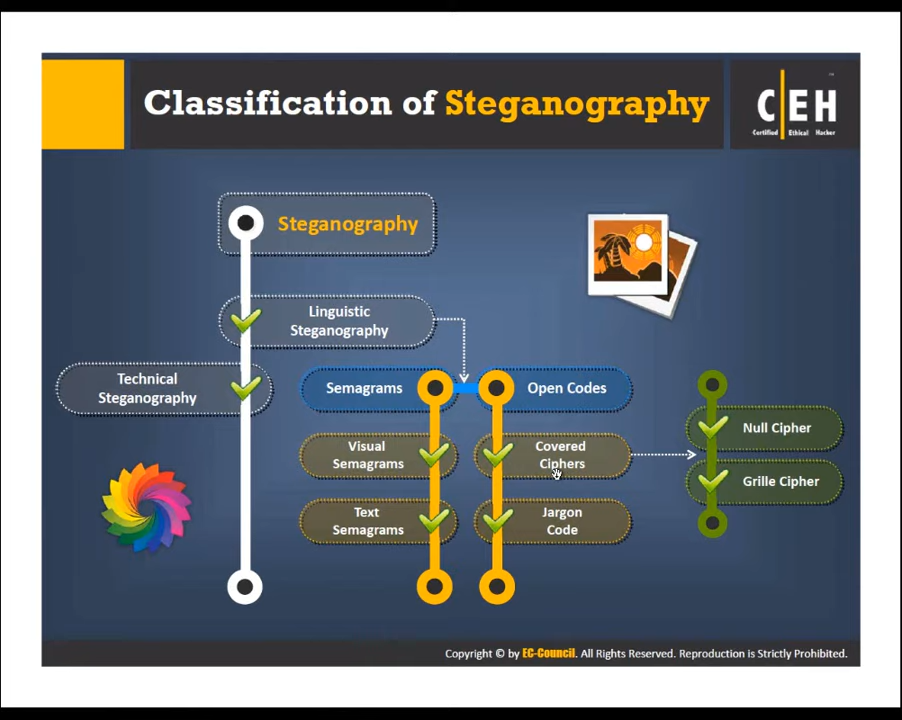 Classification of Steganography
C|EH
Certified Ethical Hacker
Steganography
Linguistic
Steganography
Technical
Steganography
Semagrams
Open Codes
Visual
Semagrams
Covered
Ciphers
Text
Semagrams
Jargon
Code
Null Cipher
Grille Cipher
Copyright © by EC-Council. All Rights Reserved. Reproduction is Strictly Prohibited.